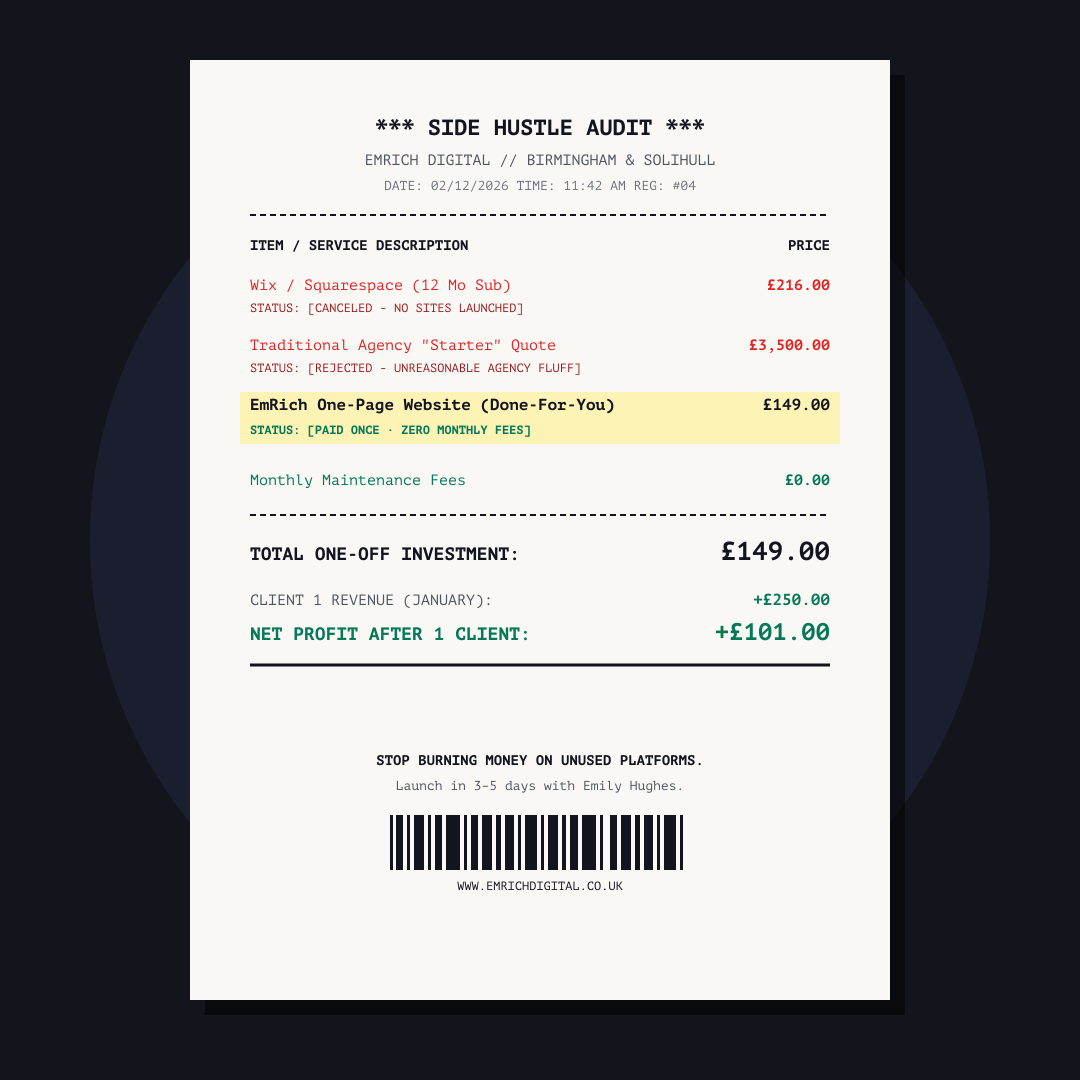 *** SIDE HUSTLE AUDIT ***
EMRICH DIGITAL // BIRMINGHAM & SOLIHULL
DATE: 02/12/2026 TIME: 11:42 AM REG: #04
ITEM / SERVICE DESCRIPTION PRICE
Wix / Squarespace (12 Mo Sub) £216.00
STATUS: [CANCELED - NO SITES LAUNCHED]
Traditional Agency "Starter" Quote £3,500.00
STATUS: [REJECTED - UNREASONABLE AGENCY FLUFF]
EmRich One-Page Website (Done-For-You) £149.00
STATUS: [PAID ONCE · ZERO MONTHLY FEES]
Monthly Maintenance Fees £0.00
TOTAL ONE-OFF INVESTMENT: £149.00
CLIENT 1 REVENUE (JANUARY): +£250.00
NET PROFIT AFTER 1 CLIENT: +£101.00
STOP BURNING MONEY ON UNUSED PLATFORMS.
Launch in 3–5 days with Emily Hughes.
WWW.EMRICHDIGITAL.CO.UK